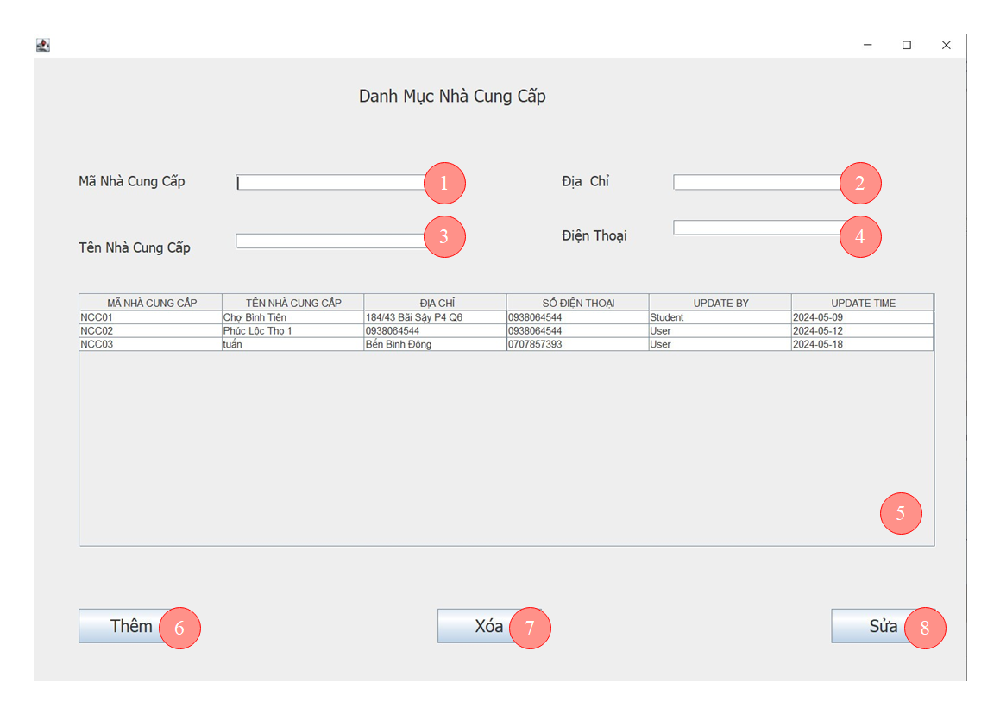 Danh Mục Nhà Cung Cấp
Mã Nhà Cung Cấp 1 Địa Chỉ 2
Tên Nhà Cung Cấp 3 Điện Thoại 4
MÃ NHÀ CUNG CẤP TÊN NHÀ CUNG CẤP ĐỊA CHỈ SỐ ĐIỆN THOẠI UPDATE BY UPDATE TIME
NCC01 Chợ Bình Tiên 184/43 Bãi Sậy P4 Q6 0938064544 Student 2024-05-09
NCC02 Phúc Lộc Thọ 1 0938064544 0938064544 User 2024-05-12
NCC03 tuấn Bến Bình Đông 0707857393 User 2024-05-18
5
Thêm 6 Xóa 7 Sửa 8